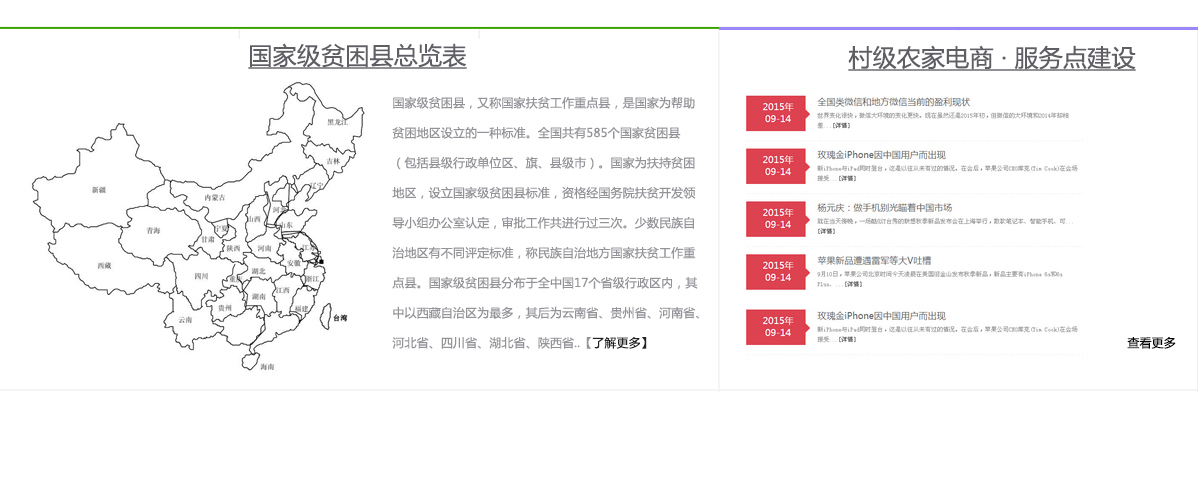 国家级贫困县总览表
黑龙江
吉林
辽宁
新疆
内蒙古
河北
山西
山东
宁夏
青海
甘肃
陕西
河南
江苏
西藏
安徽
四川
湖北
重庆
浙江
湖南
江西
贵州
福建
云南
台湾
海南
国家级贫困县，又称国家扶贫工作重点县，是国家为帮助
贫困地区设立的一种标准。全国共有585个国家贫困县
（包括县级行政单位区、旗、县级市）。国家为扶持贫困
地区，设立国家级贫困县标准，资格经国务院扶贫开发领
导小组办公室认定，审批工作共进行过三次。少数民族自
治地区有不同评定标准，称民族自治地方国家扶贫工作重
点县。国家级贫困县分布于全中国17个省级行政区内，其
中以西藏自治区为最多，其后为云南省、贵州省、河南省、
河北省、四川省、湖北省、陕西省..【了解更多】
村级农家电商 · 服务点建设
2015年
09-14
全国类微信和地方微信当前的盈利现状
世界变化很快，微信大环境的变化更快。现在虽然还是2015年初，但微信的大环境和2014年却相
差...[详情]
2015年
09-14
玫瑰金iPhone因中国用户而出现
新iPhone与iPad同时登台，这是以往从未有过的情况。在会后，苹果公司CEO库克(Tim Cook)在会场
接受...[详情]
2015年
09-14
杨元庆：做手机别光瞄着中国市场
就在当天傍晚，一场酷似IT台秀的联想秋季新品发布会在上海举行，数款笔记本、智能手机、可...
[详情]
2015年
09-14
苹果新品遭遇雷军等大V吐槽
9月10日，苹果公司北京时间今天凌晨在美国旧金山发布秋季新品，新品主要有iPhone 6s和6s
Plus、...[详情]
2015年
09-14
玫瑰金iPhone因中国用户而出现
新iPhone与iPad同时登台，这是以往从未有过的情况。在会后，苹果公司CEO库克(Tim Cook)在会场
接受...[详情]
查看更多